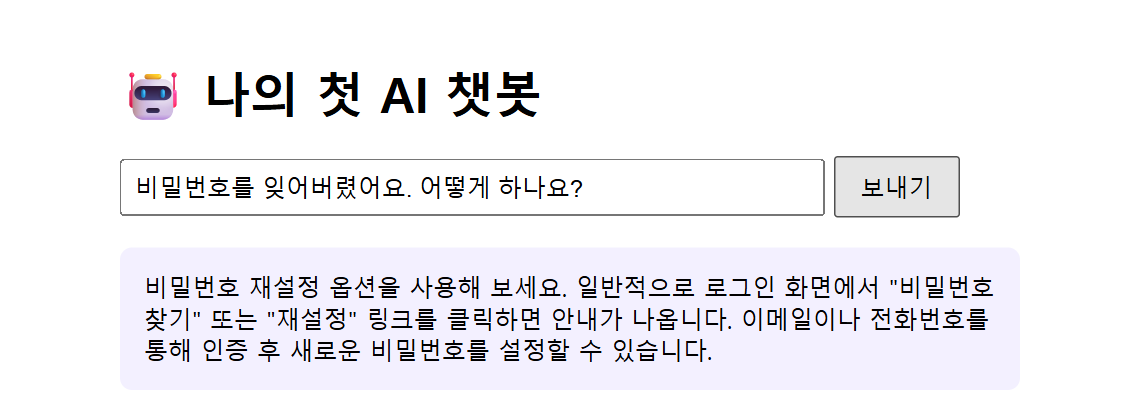 나의 첫 AI 챗봇
비밀번호를 잊어버렸어요. 어떻게 하나요?
보내기
비밀번호 재설정 옵션을 사용해 보세요. 일반적으로 로그인 화면에서 "비밀번호
찾기" 또는 "재설정" 링크를 클릭하면 안내가 나옵니다. 이메일이나 전화번호를
통해 인증 후 새로운 비밀번호를 설정할 수 있습니다.